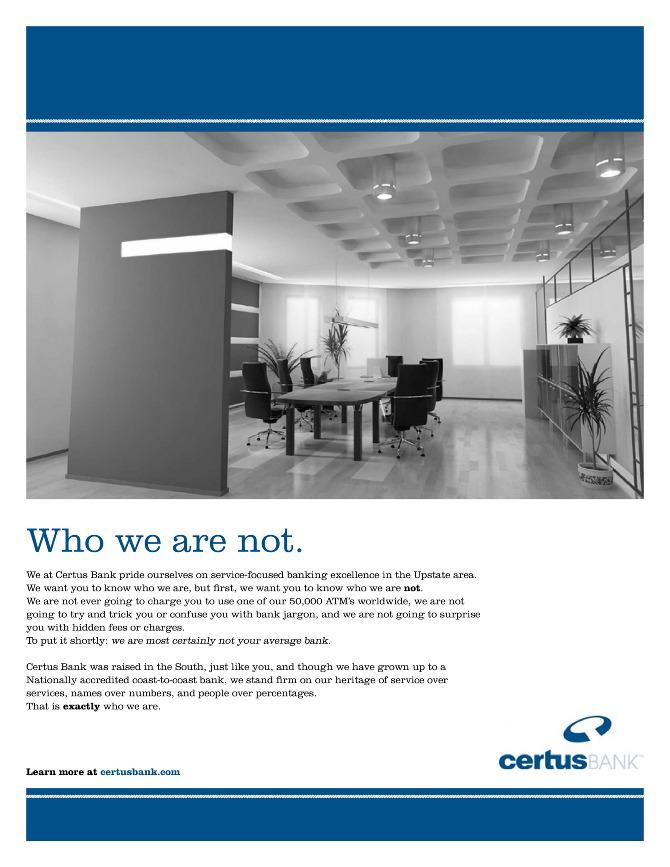 Who we are not.
We at Certus Bank pride ourselves on service-focused banking excellence in the Upstate area.
We want you to know who we are, but first, we want you to know who we are not.
We are not ever going to charge you to use one of our 50,000 ATM's worldwide, we are not
going to try and trick you or confuse you with bank jargon, and we are not going to surprise
you with hidden fees or charges.
To put it shortly: we are most certainly not your average bank.
Certus Bank was raised in the South, just like you, and though we have grown up to a
Nationally accredited coast-to-coast bank, we stand firm on our heritage of service over
services, names over numbers, and people over percentages.
That is exactly who we are.
certusBANK™
Learn more at certusbank.com